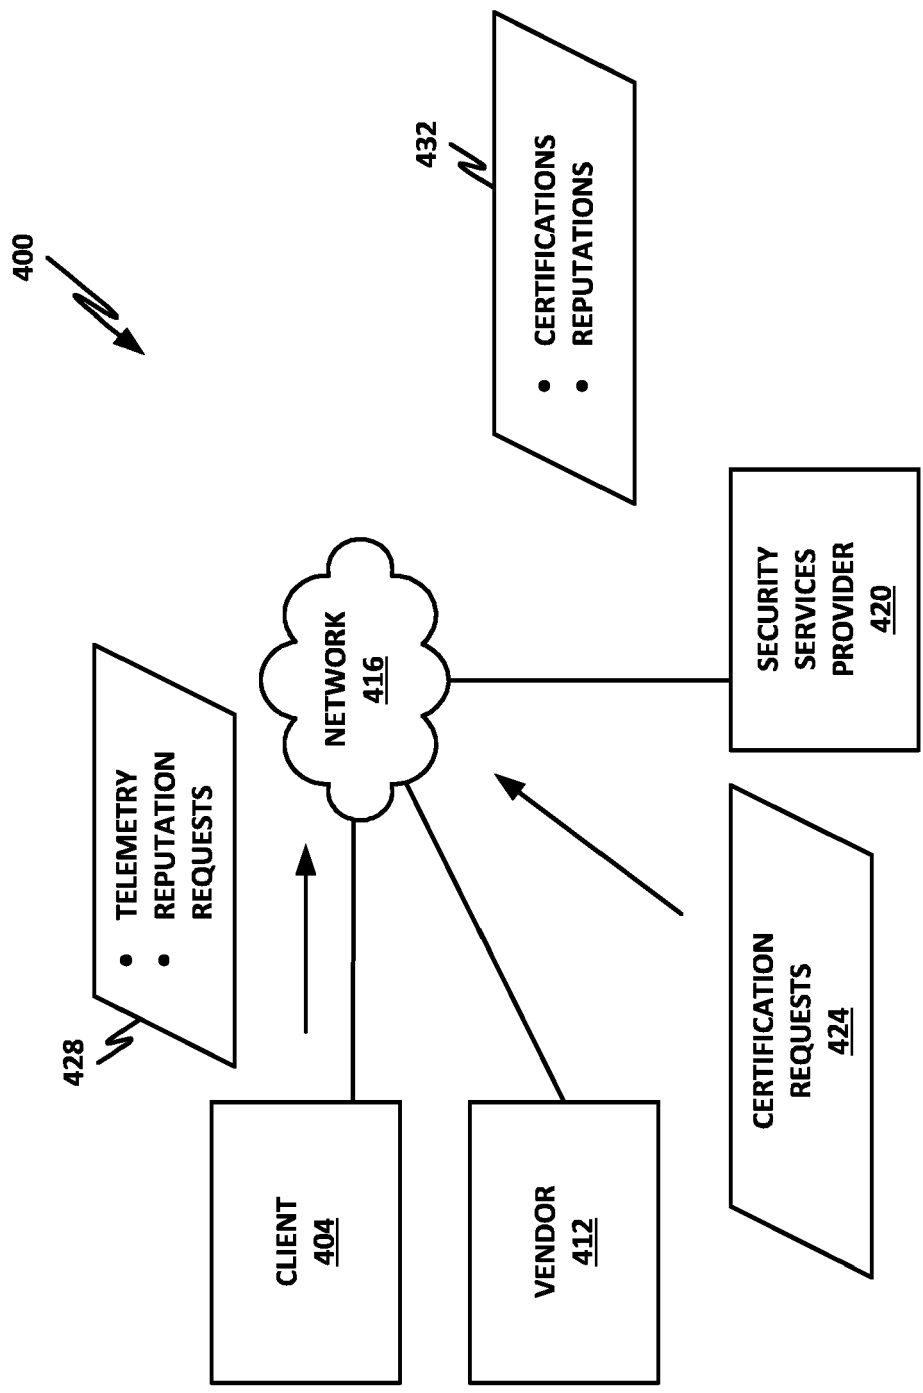 400
428
• TELEMETRY
• REPUTATION
REQUESTS
CLIENT
404
NETWORK
416
432
VENDOR
412
• CERTIFICATIONS
• REPUTATIONS
CERTIFICATION
REQUESTS
424
SECURITY
SERVICES
PROVIDER
420